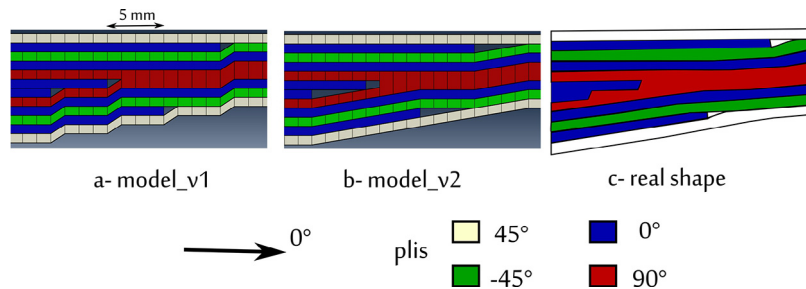 5 mm
a- model_v1
b- model_v2
c- real shape
0°
plis
45°
0°
-45°
90°